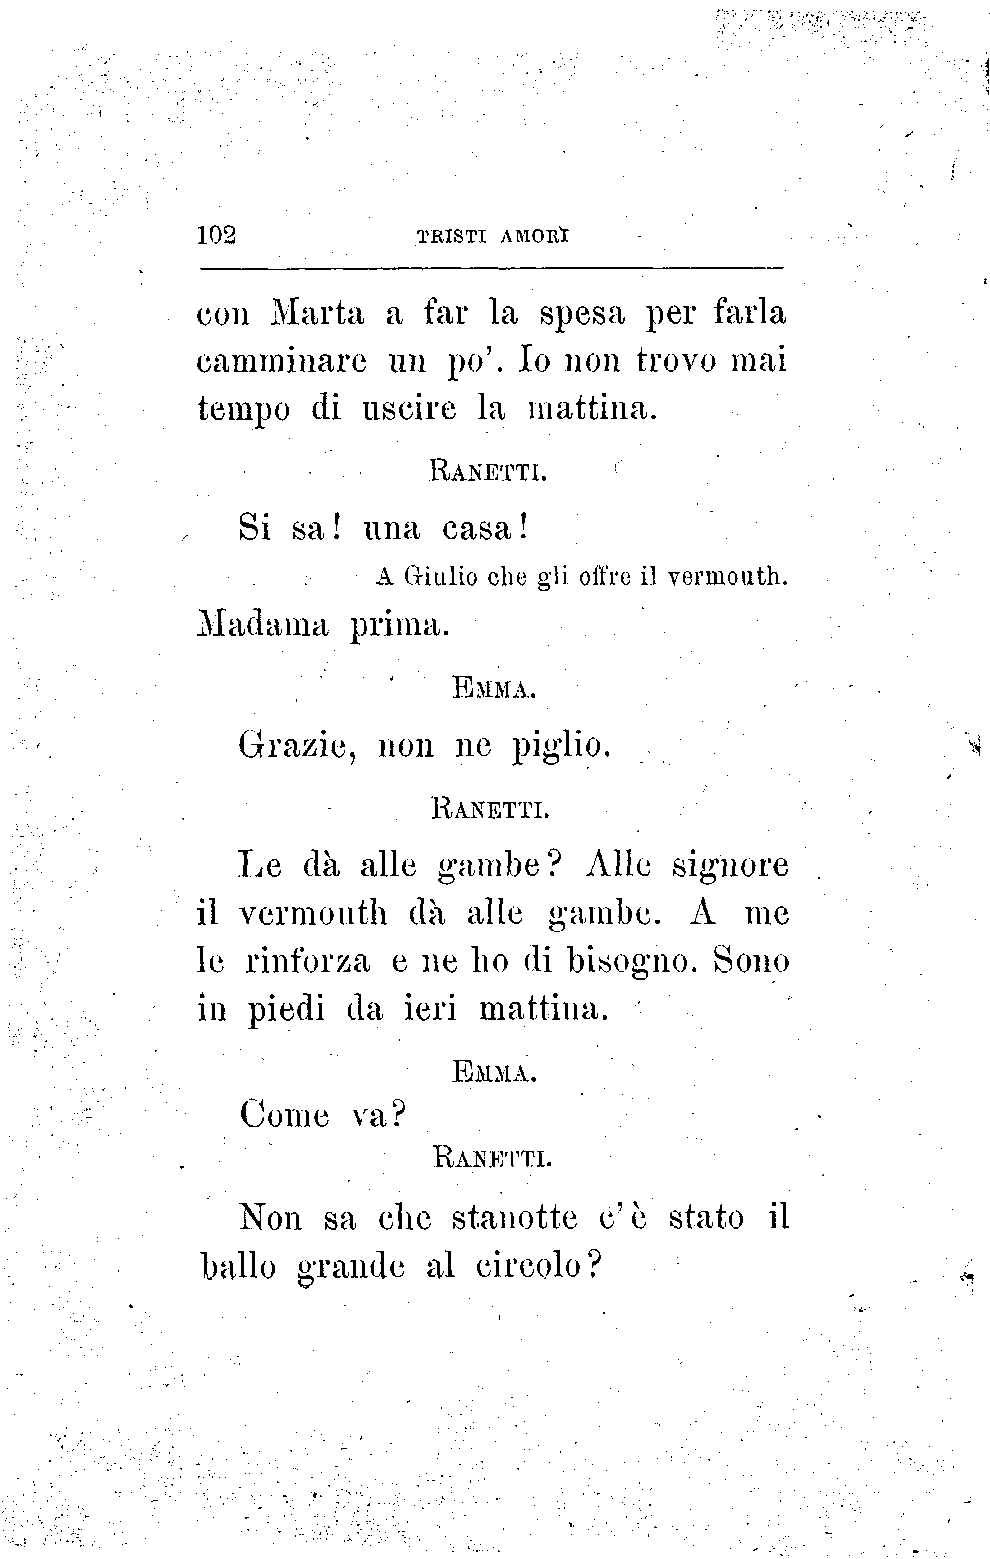 102 TRISTI AMORI
con Marta a far la spesa per farla
camminare un po'. Io non trovo mai
tempo di uscire la mattina.
RANETTI.
Si sa! una casa!
A Giulio che gli offre il vermouth.
Madama prima.
EMMA.
Grazie, non ne piglio.
RANETTI.
Le dà alle gambe? Alle signore
il vermouth dà alle gambe. A me
le rinforza e ne ho di bisogno. Sono
in piedi da ieri mattina.
EMMA.
Come va?
RANETTI.
Non sa che stanotte c'è stato il
ballo grande al circolo?